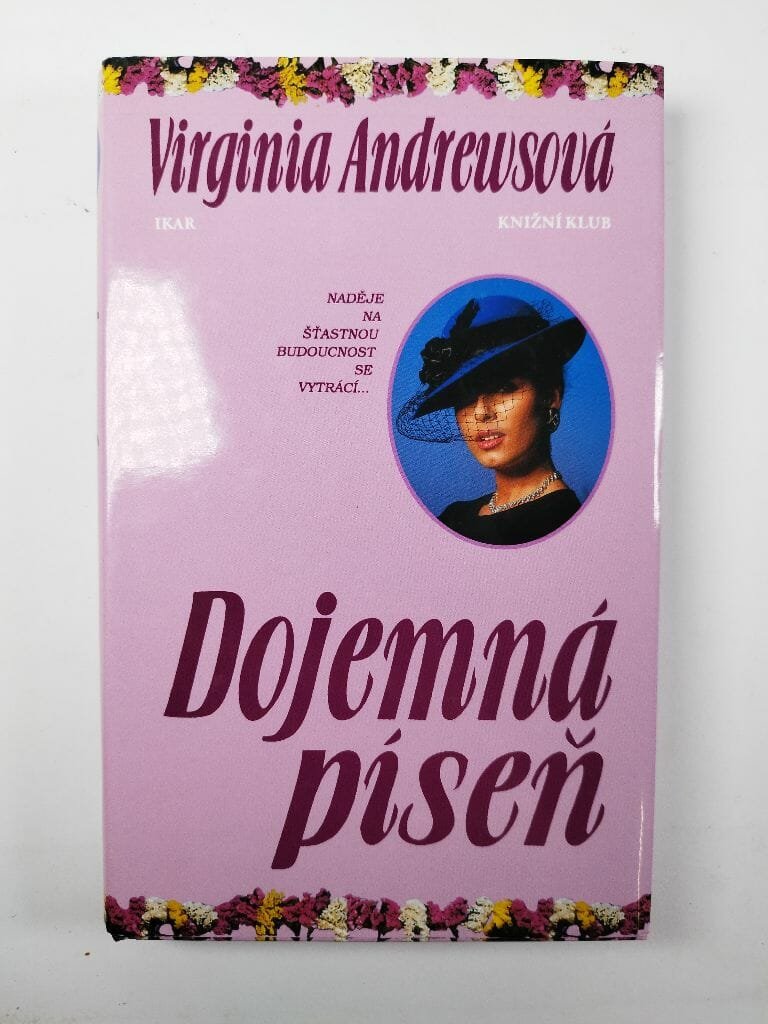 Virginia Andrewsová
IKAR KNIŽNÍ KLUB
NADĚJE
NA
ŠŤASTNOU
BUDOUCNOST
SE
VYTRÁCÍ...
Dojemná
píseň